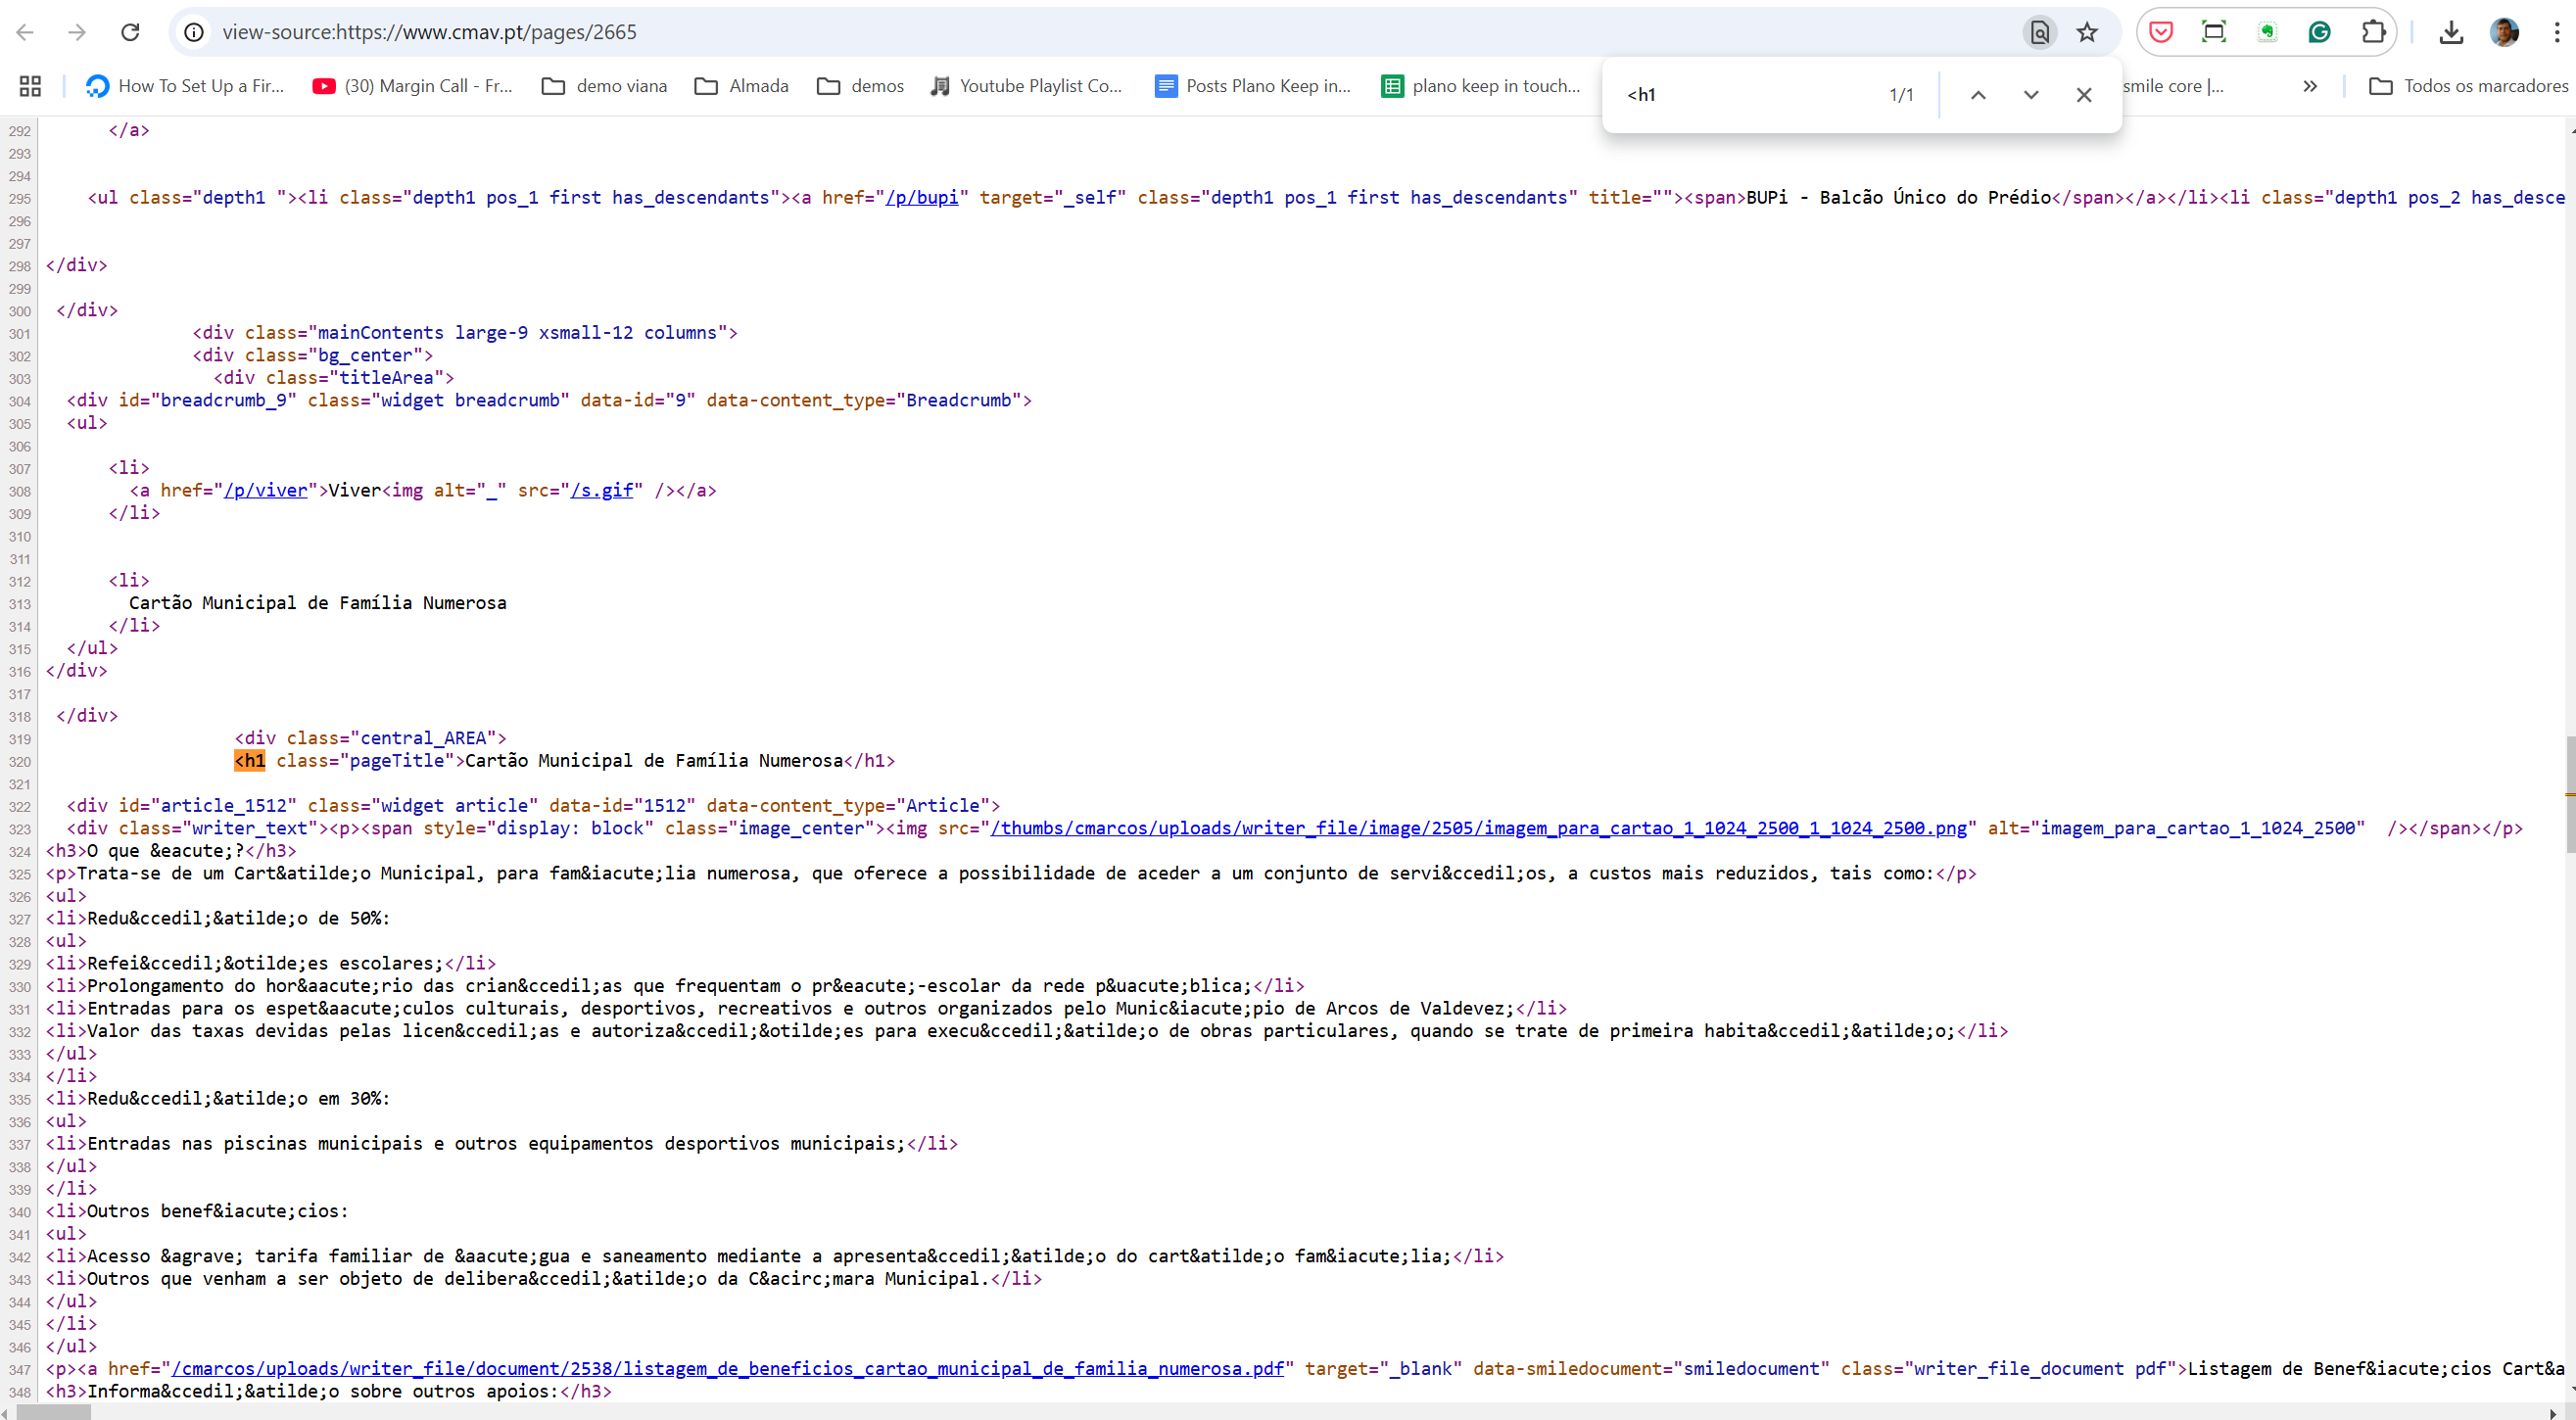 view-source:https://www.cmav.pt/pages/2665
How To Set Up a Fir... (30) Margin Call - Fr... demo viana Almada demos Youtube Playlist Co... Posts Plano Keep in... plano keep in touch... smile core |... » Todos os marcadores
<h1 1/1
292 </a>
293
294
295 <ul class="depth1 "><li class="depth1 pos_1 first has_descendants"><a href="/p/bupi" target="_self" class="depth1 pos_1 first has_descendants" title=""><span>BUPi - Balcão Único do Prédio</span></a></li><li class="depth1 pos_2 has_desce
296
297
298 </div>
299
300 </div>
301 <div class="mainContents large-9 xsmall-12 columns">
302 <div class="bg_center">
303 <div class="titleArea">
304 <div id="breadcrumb_9" class="widget breadcrumb" data-id="9" data-content_type="Breadcrumb">
305 <ul>
306
307 <li>
308 <a href="/p/viver">Viver<img alt="_" src="/s.gif" /></a>
309 </li>
310
311
312 <li>
313 Cartão Municipal de Família Numerosa
314 </li>
315 </ul>
316 </div>
317
318 </div>
319 <div class="central_AREA">
320 <h1 class="pageTitle">Cartão Municipal de Família Numerosa</h1>
321
322 <div id="article_1512" class="widget article" data-id="1512" data-content_type="Article">
323 <div class="writer_text"><p><span style="display: block" class="image_center"><img src="/thumbs/cmarcos/uploads/writer_file/image/2505/imagem_para_cartao_1_1024_2500_1_1024_2500.png" alt="imagem_para_cartao_1_1024_2500"  /></span></p>
324 <h3>O que &eacute;?</h3>
325 <p>Trata-se de um Cart&atilde;o Municipal, para fam&iacute;lia numerosa, que oferece a possibilidade de aceder a um conjunto de servi&ccedil;os, a custos mais reduzidos, tais como:</p>
326 <ul>
327 <li>Redu&ccedil;&atilde;o de 50%:
328 <ul>
329 <li>Refei&ccedil;&otilde;es escolares;</li>
330 <li>Prolongamento do hor&aacute;rio das crian&ccedil;as que frequentam o pr&eacute;-escolar da rede p&uacute;blica;</li>
331 <li>Entradas para os espet&aacute;culos culturais, desportivos, recreativos e outros organizados pelo Munic&iacute;pio de Arcos de Valdevez;</li>
332 <li>Valor das taxas devidas pelas licen&ccedil;as e autoriza&ccedil;&otilde;es para execu&ccedil;&atilde;o de obras particulares, quando se trate de primeira habita&ccedil;&atilde;o;</li>
333 </ul>
334 </li>
335 <li>Redu&ccedil;&atilde;o em 30%:
336 <ul>
337 <li>Entradas nas piscinas municipais e outros equipamentos desportivos municipais;</li>
338 </ul>
339 </li>
340 <li>Outros benef&iacute;cios:
341 <ul>
342 <li>Acesso &agrave; tarifa familiar de &aacute;gua e saneamento mediante a apresenta&ccedil;&atilde;o do cart&atilde;o fam&iacute;lia;</li>
343 <li>Outros que venham a ser objeto de delibera&ccedil;&atilde;o da C&acirc;mara Municipal.</li>
344 </ul>
345 </li>
346 </ul>
347 <p><a href="/cmarcos/uploads/writer_file/document/2538/listagem_de_beneficios_cartao_municipal_de_familia_numerosa.pdf" target="_blank" data-smiledocument="smiledocument" class="writer_file_document pdf">Listagem de Benef&iacute;cios Cart&a
348 <h3>Informa&ccedil;&atilde;o sobre outros apoios:</h3>